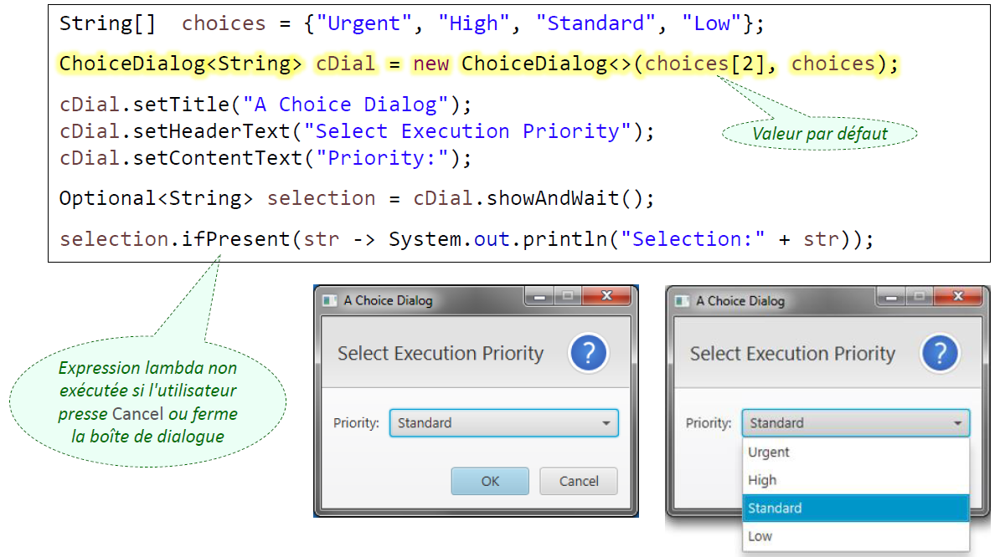 String[]  choices = {"Urgent", "High", "Standard", "Low"};
ChoiceDialog<String> cDial = new ChoiceDialog<>(choices[2], choices);
cDial.setTitle("A Choice Dialog");
cDial.setHeaderText("Select Execution Priority");
cDial.setContentText("Priority:");
Valeur par défaut
Optional<String> selection = cDial.showAndWait();
selection.ifPresent(str -> System.out.println("Selection:" + str));
Expression lambda non
exécutée si l'utilisateur
presse Cancel ou ferme
la boîte de dialogue
A Choice Dialog
Select Execution Priority
?
Priority:
Standard
OK
Cancel
A Choice Dialog
Select Execution Priority
?
Priority:
Standard
Urgent
High
Standard
Low